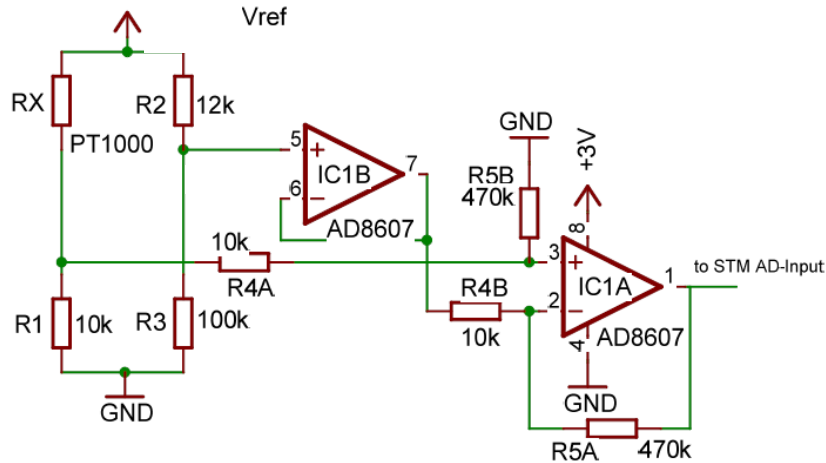 Vref
RX
R2
12k
PT1000
5
+
IC1B
7
6
−
AD8607
GND
R5B
470k
+3V
8
10k
R4A
3
+
IC1A
1
to STM AD-Input
2
−
R4B
10k
4
AD8607
R1
10k
R3
100k
GND
GND
R5A
470k